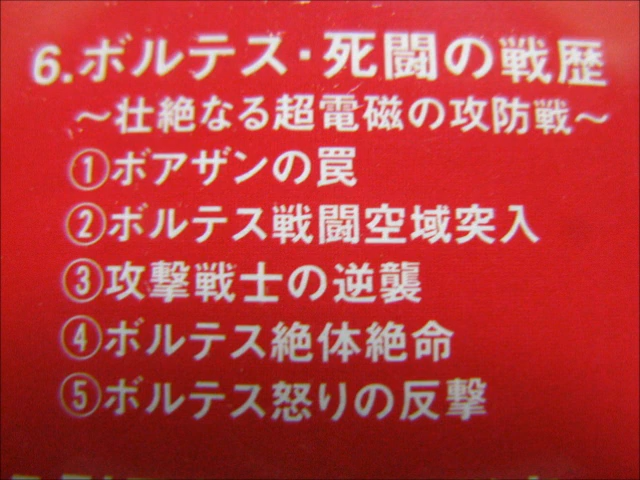 6.ボルテス・死闘の戦歴
～壮絶なる超電磁の攻防戦～
①ボアザンの罠
②ボルテス戦闘空域突入
③攻撃戦士の逆襲
④ボルテス絶体絶命
⑤ボルテス怒りの反撃